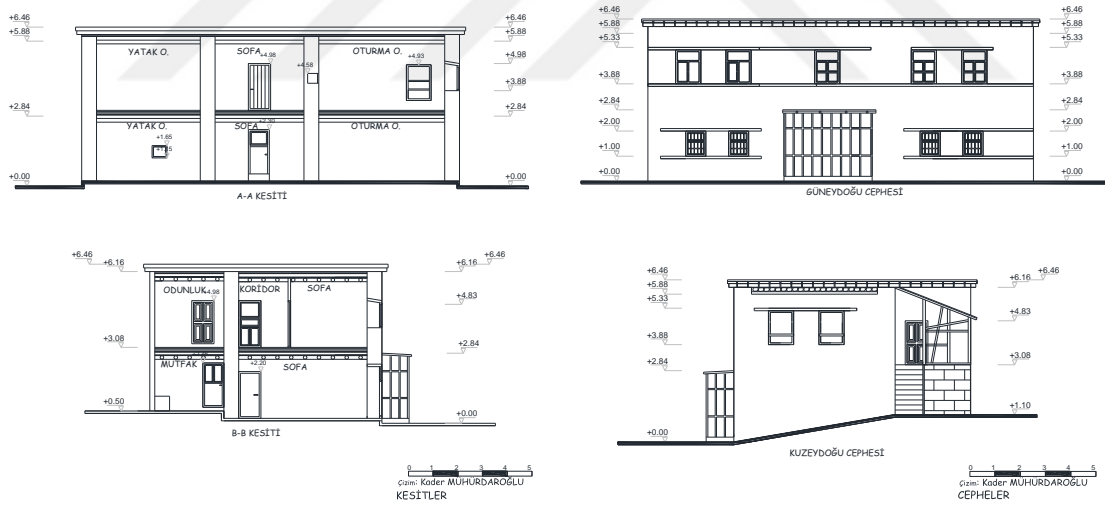 +6.46
+5.88
+2.84
+0.00
YATAK O.
SOFA
+4.98
+4.58
OTURMA O.
+4.93
YATAK O.
+1.65
SOFA
OTURMA O.
+6.46
+5.88
+4.98
+3.88
+2.84
+0.00
A-A KESİTİ
+6.46
+5.88
+5.33
+3.88
+2.84
+2.00
+1.00
+0.00
+6.46
+5.88
+5.33
+3.88
+2.84
+2.00
+1.00
+0.00
GÜNEYDOĞU CEPHESİ
+6.46
+6.16
+3.08
+0.50
ODUNLUK
+4.98
KORİDOR
SOFA
MUTFAK
+2.20
SOFA
+6.16
+6.46
+4.83
+2.84
+0.00
B-B KESİTİ
0 1 2 3 4 5
Çizim: Kader MÜHÜRDAROĞLU
KESİTLER
+6.46
+5.88
+5.33
+3.88
+2.84
+0.00
+6.16
+6.46
+4.83
+3.08
+1.10
KUZEYDOĞU CEPHESİ
0 1 2 3 4 5
Çizim: Kader MÜHÜRDAROĞLU
CEPHELER